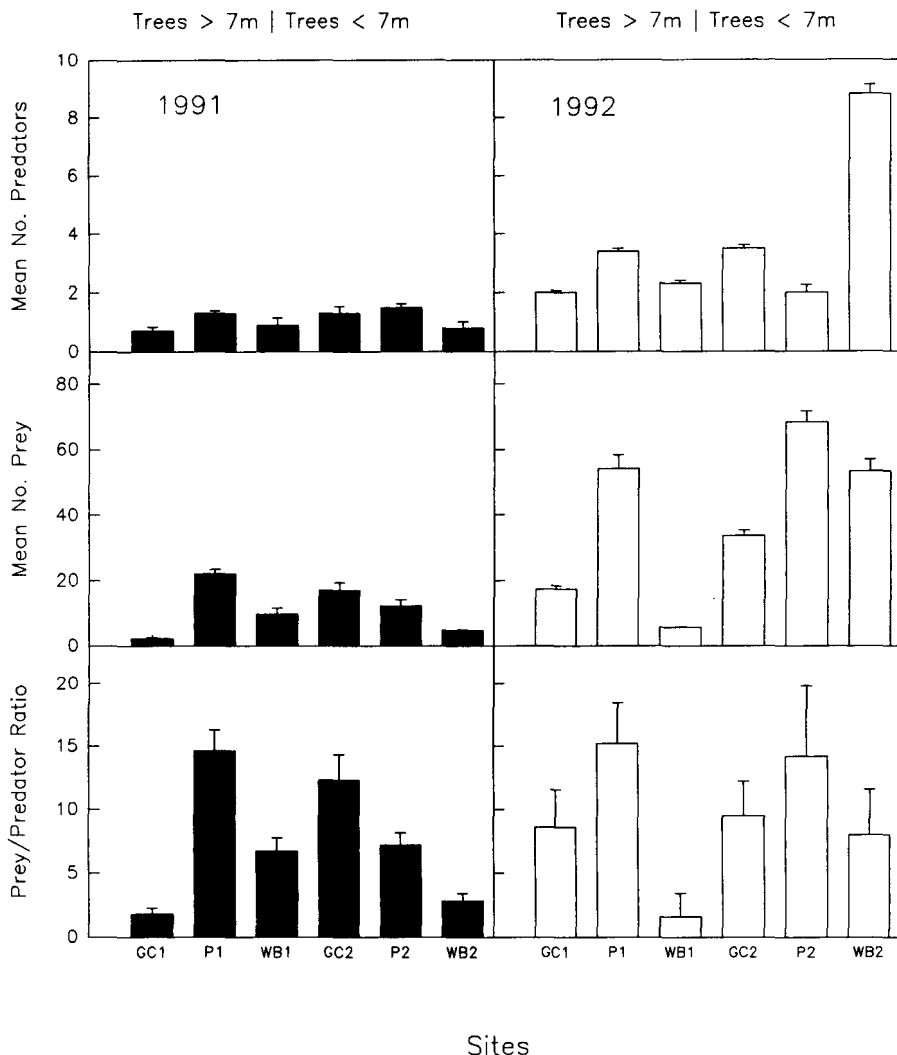 Trees > 7m | Trees < 7m
Trees > 7m | Trees < 7m
1991
1992
Mean No. Predators
10
8
6
4
2
0
Mean No. Prey
80
60
40
20
0
Prey/Predator Ratio
20
15
10
5
0
GC1 P1 WB1 GC2 P2 WB2
GC1 P1 WB1 GC2 P2 WB2
Sites